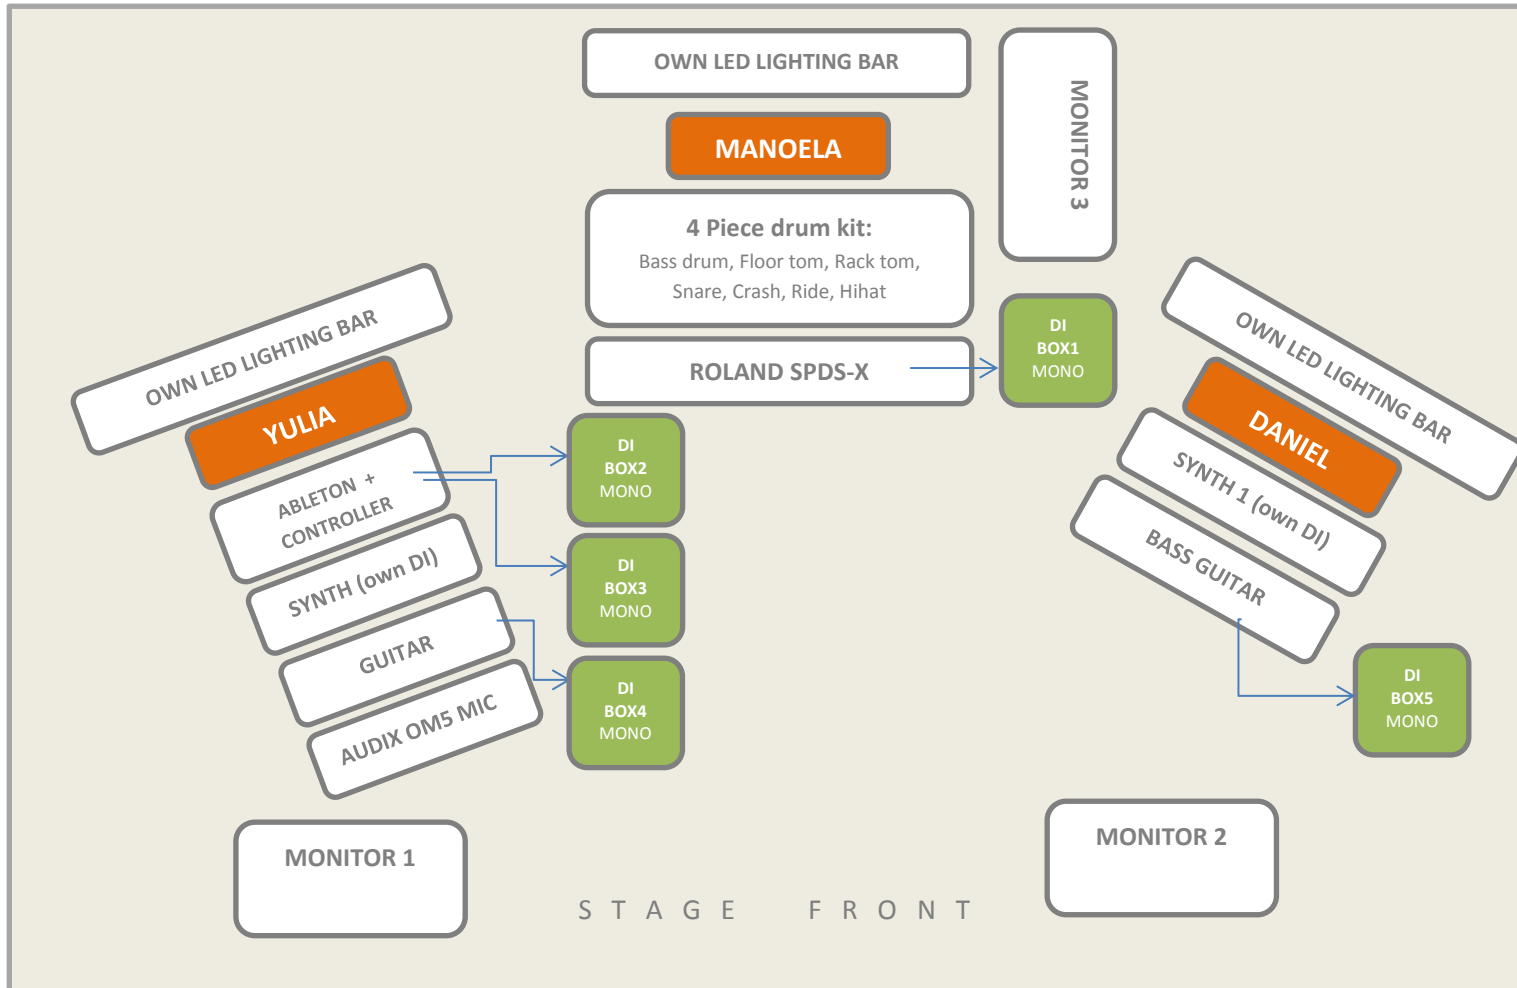 OWN LED LIGHTING BAR
MANOELA
MONITOR 3
4 Piece drum kit:
Bass drum, Floor tom, Rack tom,
Snare, Crash, Ride, Hihat
ROLAND SPDS-X
DI
BOX1
MONO
OWN LED LIGHTING BAR
YULIA
ABLETON +
CONTROLLER
SYNTH (own DI)
GUITAR
AUDIX OM5 MIC
DI
BOX2
MONO
DI
BOX3
MONO
DI
BOX4
MONO
OWN LED LIGHTING BAR
DANIEL
SYNTH 1 (own DI)
BASS GUITAR
DI
BOX5
MONO
MONITOR 1
MONITOR 2
STAGE FRONT